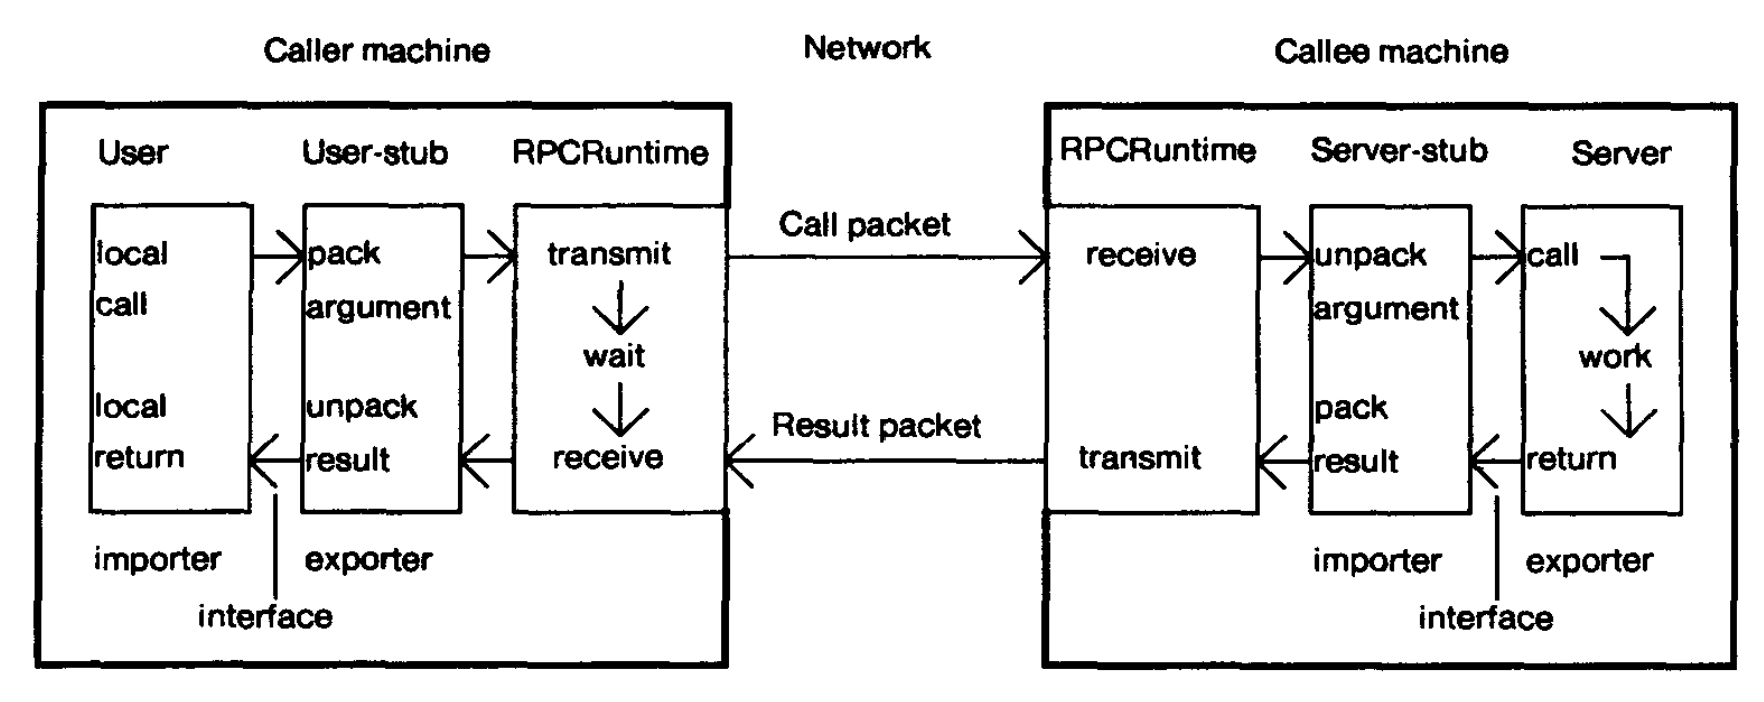 Caller machine
Network
Callee machine
User
User-stub
RPCRuntime
RPCRuntime
Server-stub
Server
local
call
pack
argument
transmit
Call packet
receive
unpack
argument
call
wait
work
local
return
unpack
result
receive
Result packet
transmit
pack
result
return
importer
exporter
interface
importer
exporter
interface